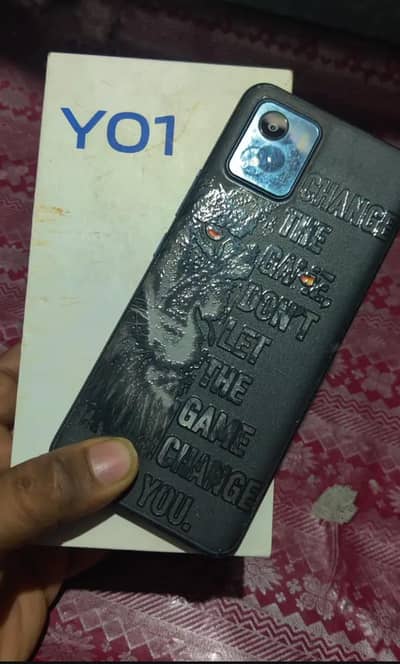 Y01
CHANGE
THE
GAME,
DON'T
LET
THE
GAME
CHANGE
YOU.